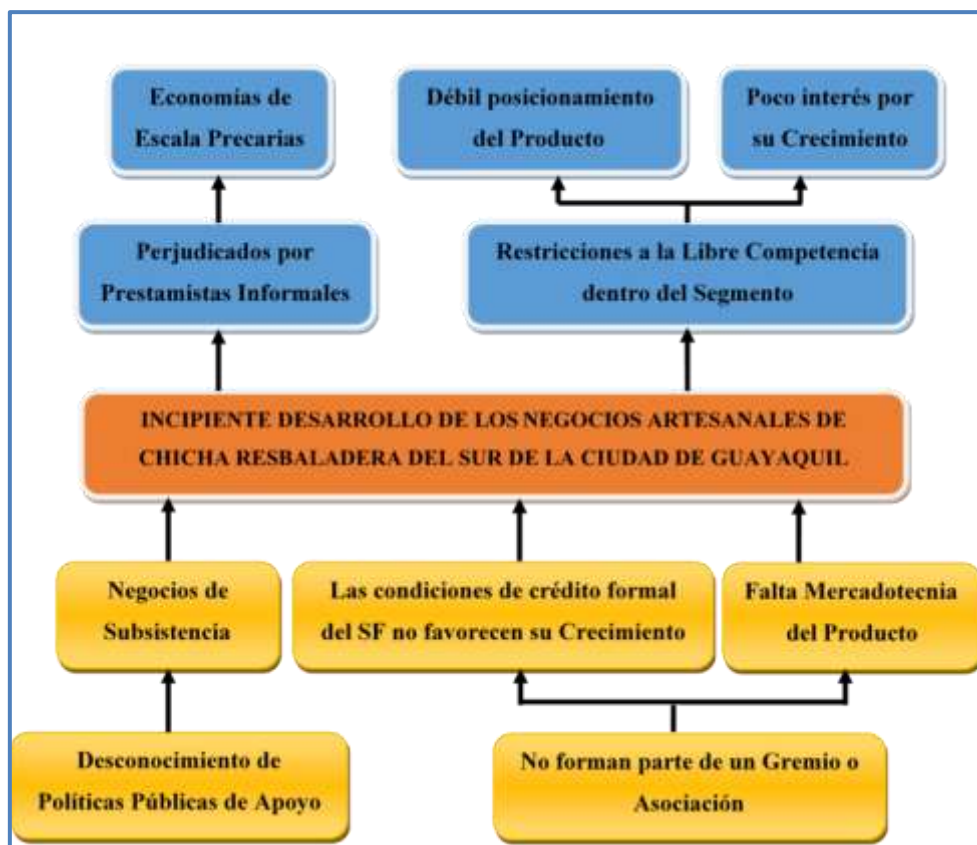 Economías de
Escala Precarias
Débil posicionamiento
del Producto
Poco interés por
su Crecimiento
Perjudicados por
Prestamistas Informales
Restricciones a la Libre Competencia
dentro del Segmento
INCIPIENTE DESARROLLO DE LOS NEGOCIOS ARTESANALES DE
CHICHA RESBALADERA DEL SUR DE LA CIUDAD DE GUAYAQUIL
Negocios de
Subsistencia
Las condiciones de crédito formal
del SF no favorecen su Crecimiento
Falta Mercadotecnia
del Producto
Desconocimiento de
Políticas Públicas de Apoyo
No forman parte de un Gremio o
Asociación